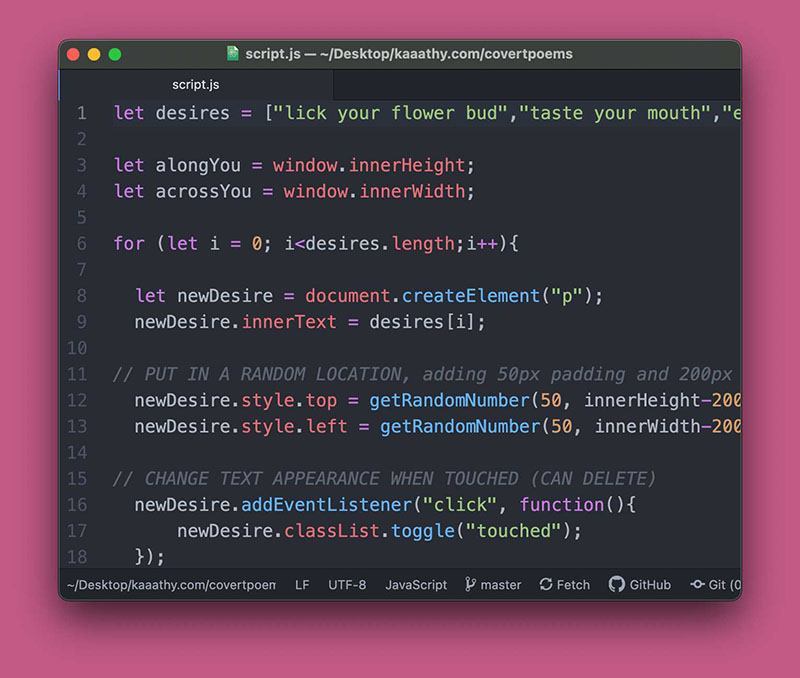 script.js — ~/Desktop/kaaathy.com/covertpoems
script.js
1 let desires = ["lick your flower bud","taste your mouth","e
2
3 let alongYou = window.innerHeight;
4 let acrossYou = window.innerWidth;
5
6 for (let i = 0; i<desires.length;i++){
7
8 let newDesire = document.createElement("p");
9 newDesire.innerText = desires[i];
10
11 // PUT IN A RANDOM LOCATION, adding 50px padding and 200px
12 newDesire.style.top = getRandomNumber(50, innerHeight-200
13 newDesire.style.left = getRandomNumber(50, innerWidth-200
14
15 // CHANGE TEXT APPEARANCE WHEN TOUCHED (CAN DELETE)
16 newDesire.addEventListener("click", function(){
17 newDesire.classList.toggle("touched");
18 });
~/Desktop/kaaathy.com/covertpoem LF UTF-8 JavaScript master Fetch GitHub Git (0